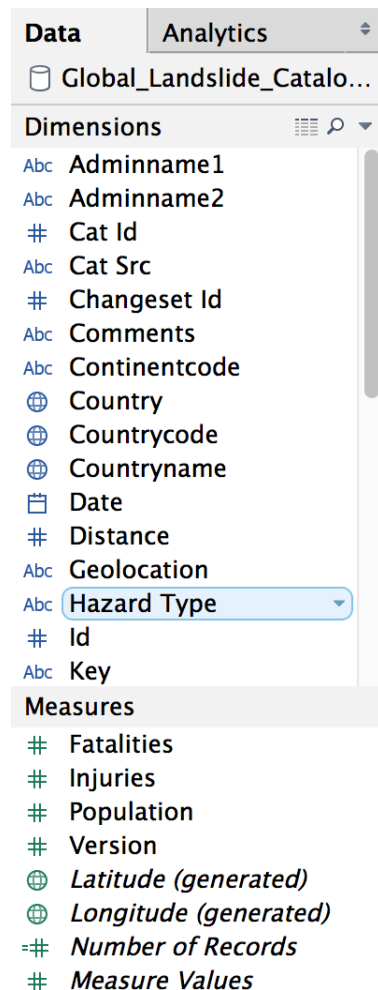 Data Analytics
Global_Landslide_Catalo...
Dimensions
Abc Adminname1
Abc Adminname2
# Cat Id
Abc Cat Src
# Changeset Id
Abc Comments
Abc Continentcode
Country
Countrycode
Countryname
Date
# Distance
Abc Geolocation
Abc Hazard Type
# Id
Abc Key
Measures
# Fatalities
# Injuries
# Population
# Version
Latitude (generated)
Longitude (generated)
=# Number of Records
# Measure Values